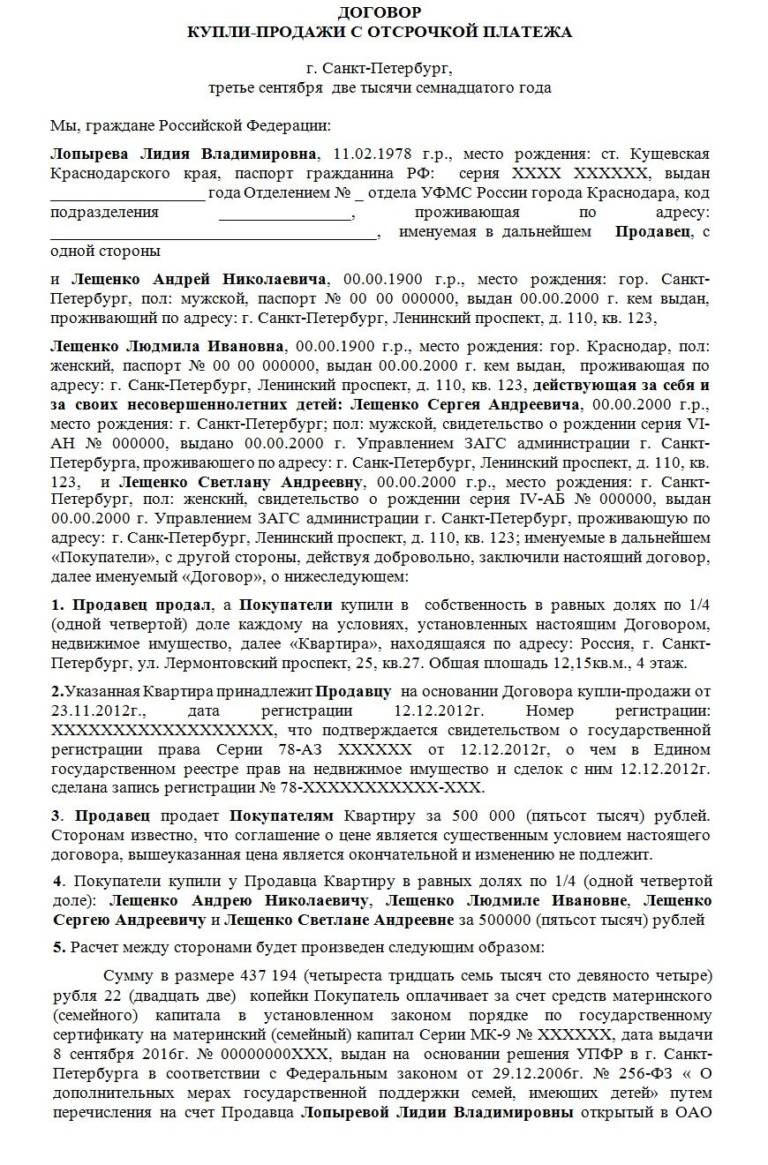 ДОГОВОР
КУПЛИ-ПРОДАЖИ С ОТСРОЧКОЙ ПЛАТЕЖА
г. Санкт-Петербург,
третье сентября две тысячи семнадцатого года
Мы, граждане Российской Федерации:
Лопырева Лидия Владимировна, 11.02.1978 г.р., место рождения: ст. Кущевская
Краснодарского края, паспорт гражданина РФ: серия ХХХХ ХХХХХХ, выдан
___________________ года Отделением № _ отдела УФМС России города Краснодара, код
подразделения ________________, проживающая по адресу:
________________________________________, именуемая в дальнейшем Продавец, с
одной стороны
и Лещенко Андрей Николаевича, 00.00.1900 г.р., место рождения: гор. Санкт-
Петербург, пол: мужской, паспорт № 00 00 000000, выдан 00.00.2000 г. кем выдан,
проживающий по адресу: г. Санкт-Петербург, Ленинский проспект, д. 110, кв. 123,
Лещенко Людмила Ивановна, 00.00.1900 г.р., место рождения: гор. Краснодар, пол:
женский, паспорт № 00 00 000000, выдан 00.00.2000 г. кем выдан, проживающая по
адресу: г. Санк-Петербург, Ленинский проспект, д. 110, кв. 123, действующая за себя и
за своих несовершеннолетних детей: Лещенко Сергея Андреевича, 00.00.2000 г.р.,
место рождения: г. Санкт-Петербург; пол: мужской, свидетельство о рождении серия VI-
АН № 000000, выдано 00.00.2000 г. Управлением ЗАГС администрации г. Санкт-
Петербурга, проживающего по адресу: г. Санк-Петербург, Ленинский проспект, д. 110, кв.
123, и Лещенко Светлану Андреевну, 00.00.2000 г.р., место рождения: г. Санкт-
Петербург, пол: женский, свидетельство о рождении серия IV-АБ № 000000, выдан
00.00.2000 г. Управлением ЗАГС администрации г. Санкт-Петербург, проживающую по
адресу: г. Санк-Петербург, Ленинский проспект, д. 110, кв. 123; именуемые в дальнейшем
«Покупатели», с другой стороны, действуя добровольно, заключили настоящий договор,
далее именуемый «Договор», о нижеследующем:
1. Продавец продал, а Покупатели купили в собственность в равных долях по 1/4
(одной четвертой) доле каждому на условиях, установленных настоящим Договором,
недвижимое имущество, далее «Квартира», находящаяся по адресу: Россия, г. Санкт-
Петербург, ул. Лермонтовский проспект, 25, кв.27. Общая площадь 12,15кв.м., 4 этаж.
2.Указанная Квартира принадлежит Продавцу на основании Договора купли-продажи от
23.11.2012г., дата регистрации 12.12.2012г. Номер регистрации:
ХХХХХХХХХХХХХХХХХХ, что подтверждается свидетельством о государственной
регистрации права Серии 78-АЗ ХХХХХХ от 12.12.2012г, о чем в Едином
государственном реестре прав на недвижимое имущество и сделок с ним 12.12.2012г.
сделана запись регистрации № 78-ХХХХХХХХХХХ-ХХХ.
3. Продавец продает Покупателям Квартиру за 500 000 (пятьсот тысяч) рублей.
Сторонам известно, что соглашение о цене является существенным условием настоящего
договора, вышеуказанная цена является окончательной и изменению не подлежит.
4. Покупатели купили у Продавца Квартиру в равных долях по 1/4 (одной четвертой
доле): Лещенко Андрею Николаевичу, Лещенко Людмиле Ивановне, Лещенко
Сергею Андреевичу и Лещенко Светлане Андреевне за 500000 (пятьсот тысяч) рублей
5. Расчет между сторонами будет произведен следующим образом:
Сумму в размере 437 194 (четыреста тридцать семь тысяч сто девяносто четыре)
рубля 22 (двадцать две) копейки Покупатель оплачивает за счет средств материнского
(семейного) капитала в установленном законом порядке по государственному
сертификату на материнский (семейный) капитал Серии МК-9 № ХХХХХХ, дата выдачи
8 сентября 2016г. № 00000000ХХХ, выдан на основании решения УПФР в г. Санкт-
Петербурга в соответствии с Федеральным законом от 29.12.2006г. № 256-ФЗ « О
дополнительных мерах государственной поддержки семей, имеющих детей» путем
перечисления на счет Продавца Лопыревой Лидии Владимировны открытый в ОАО